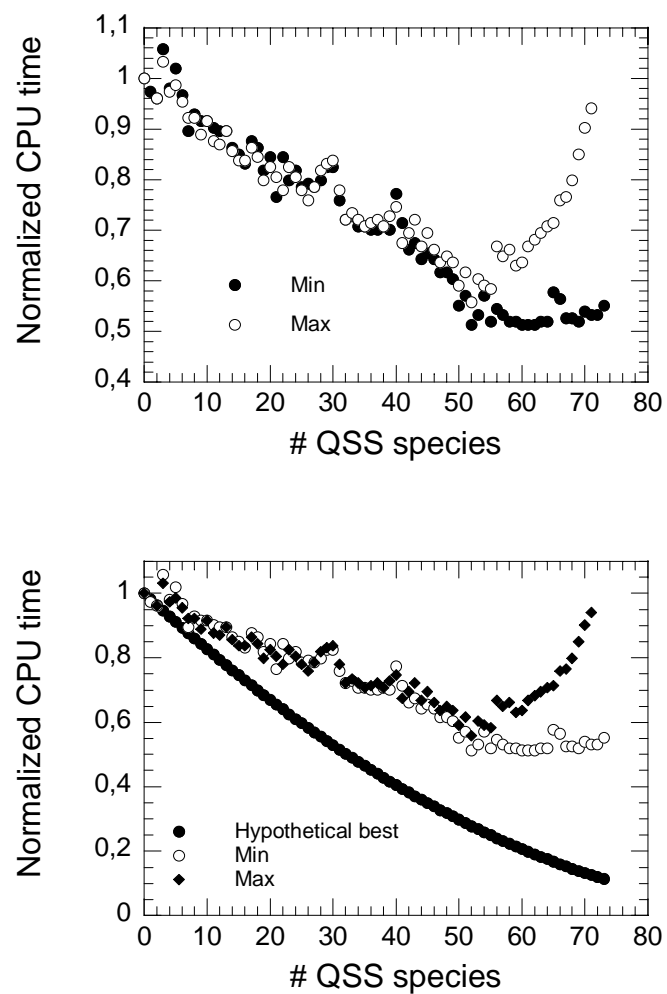 1,1
1
0,9
0,8
0,7
0,6
0,5
0,4
Normalized CPU time
Min
Max
0 10 20 30 40 50 60 70 80
# QSS species
1
0,8
0,6
0,4
0,2
0
Normalized CPU time
Hypothetical best
Min
Max
0 10 20 30 40 50 60 70 80
# QSS species